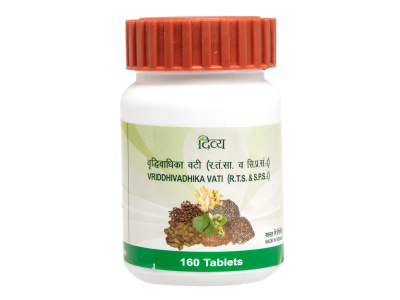 दिव्य
वृद्धिवाधिका वटी (र.तं.सा. व सि.प्र.सं.-I)
VRIDDHIVADHIKA VATI (R.T.S. & S.P.S.-I)
160 Tablets